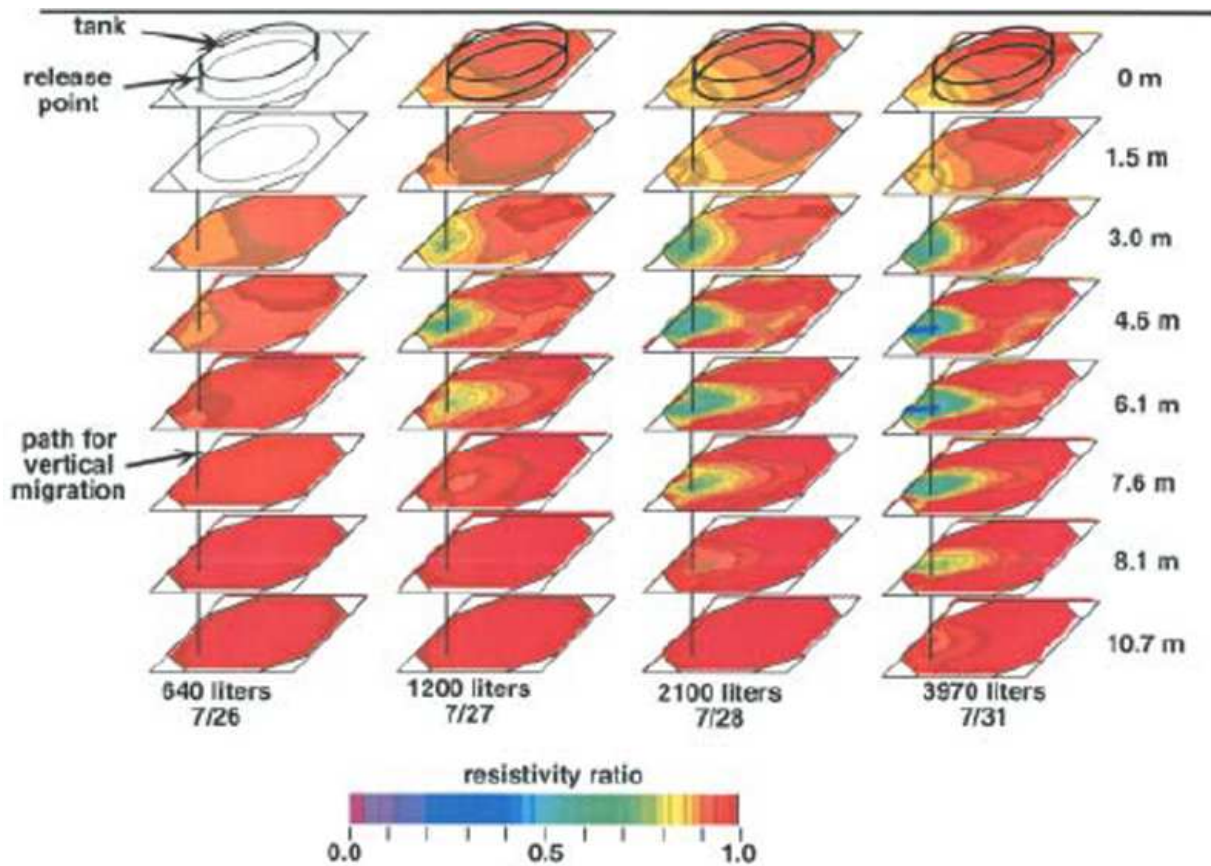 tank
release
point
0 m
1.5 m
3.0 m
4.5 m
6.1 m
path for
vertical
migration
7.6 m
8.1 m
10.7 m
640 liters
7/26
1200 liters
7/27
2100 liters
7/28
3970 liters
7/31
resistivity ratio
0.0 0.5 1.0